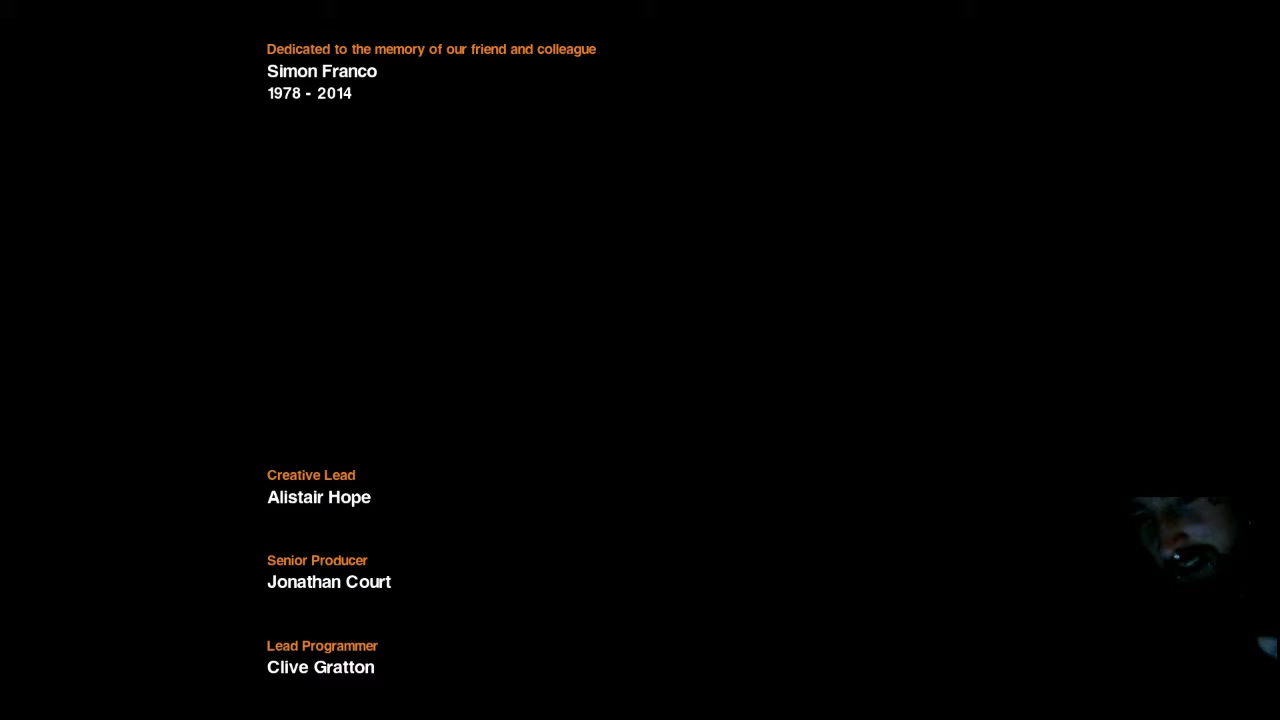 Dedicated to the memory of our friend and colleague
Simon Franco
1978 - 2014
Creative Lead
Alistair Hope
Senior Producer
Jonathan Court
Lead Programmer
Clive Gratton